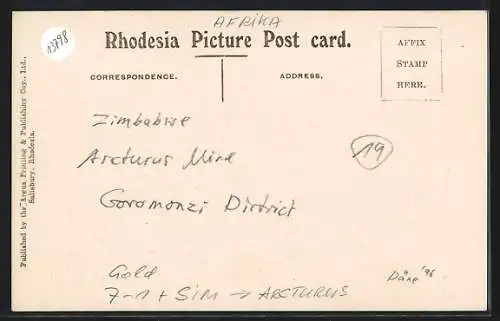 AFRIKA
13798
Rhodesia Picture Post card.
CORRESPONDENCE.
ADDRESS.
AFFIX
STAMP
HERE.
Published by the Argus Printing & Publishing Coy., Ltd.,
Salisbury, Rhodesia.
Zimbabwe
Arcturus Mine
19
Goromonzi District
Gold
7-1 + SIM → ARCTURUS
'96